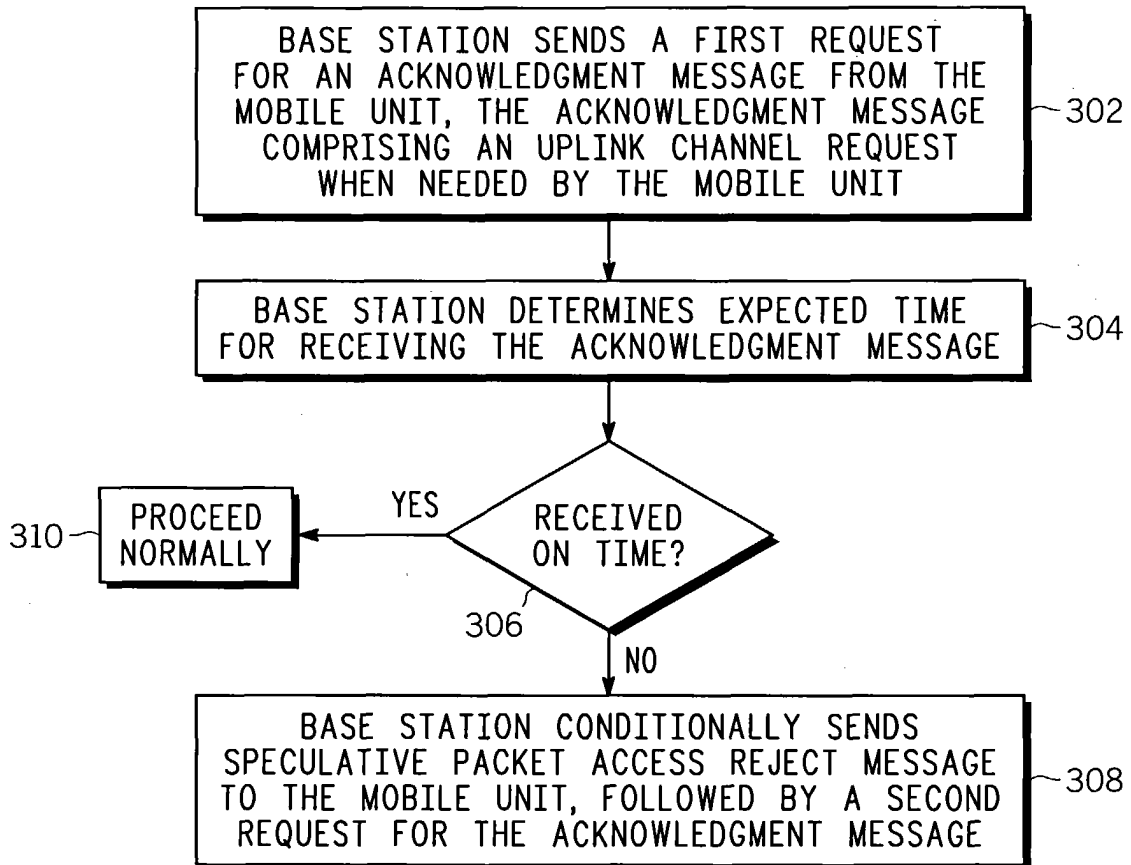 BASE STATION SENDS A FIRST REQUEST
FOR AN ACKNOWLEDGMENT MESSAGE FROM THE
MOBILE UNIT, THE ACKNOWLEDGMENT MESSAGE
COMPRISING AN UPLINK CHANNEL REQUEST
WHEN NEEDED BY THE MOBILE UNIT
302
BASE STATION DETERMINES EXPECTED TIME
FOR RECEIVING THE ACKNOWLEDGMENT MESSAGE
304
310
PROCEED
NORMALLY
YES
RECEIVED
ON TIME?
306
NO
BASE STATION CONDITIONALLY SENDS
SPECULATIVE PACKET ACCESS REJECT MESSAGE
TO THE MOBILE UNIT, FOLLOWED BY A SECOND
REQUEST FOR THE ACKNOWLEDGMENT MESSAGE
308